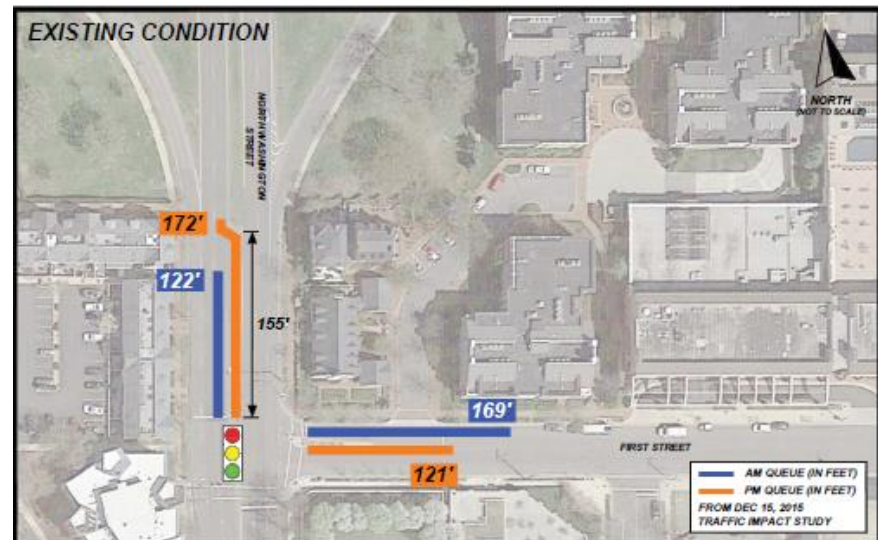 EXISTING CONDITION
NORTH WASHINGTON
STREET
NORTH
(NOT TO SCALE)
172'
122'
155'
169'
FIRST STREET
121'
AM QUEUE (IN FEET)
PM QUEUE (IN FEET)
FROM DEC 15, 2015
TRAFFIC IMPACT STUDY